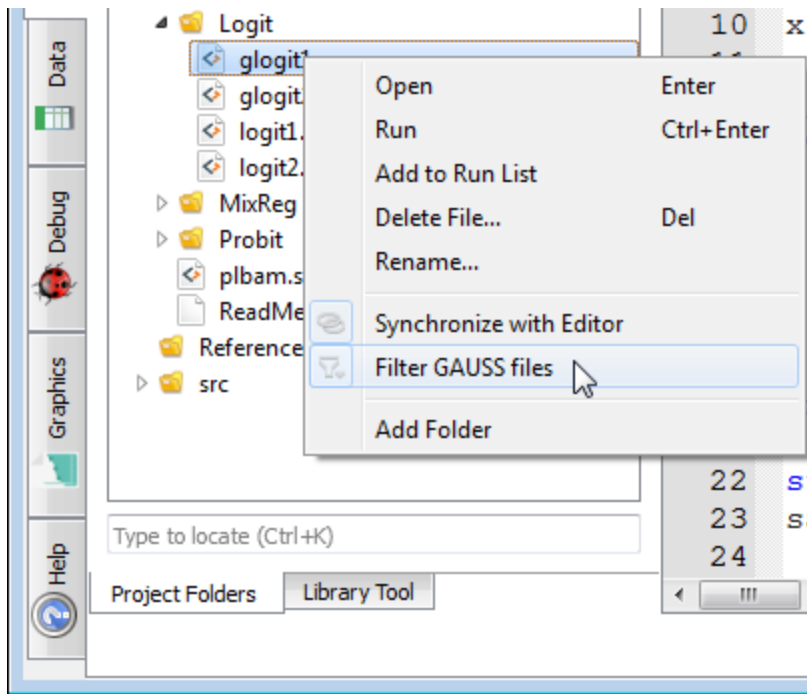 Data
Debug
Graphics
Help
Logit
glogit1
glogit
logit1.
logit2.
MixReg
Probit
plbam.s
ReadMe
Reference
src
Open Enter
Run Ctrl+Enter
Add to Run List
Delete File... Del
Rename...
Synchronize with Editor
Filter GAUSS files
Add Folder
Type to locate (Ctrl+K)
Project Folders Library Tool
10 x
22 s
23 s
24